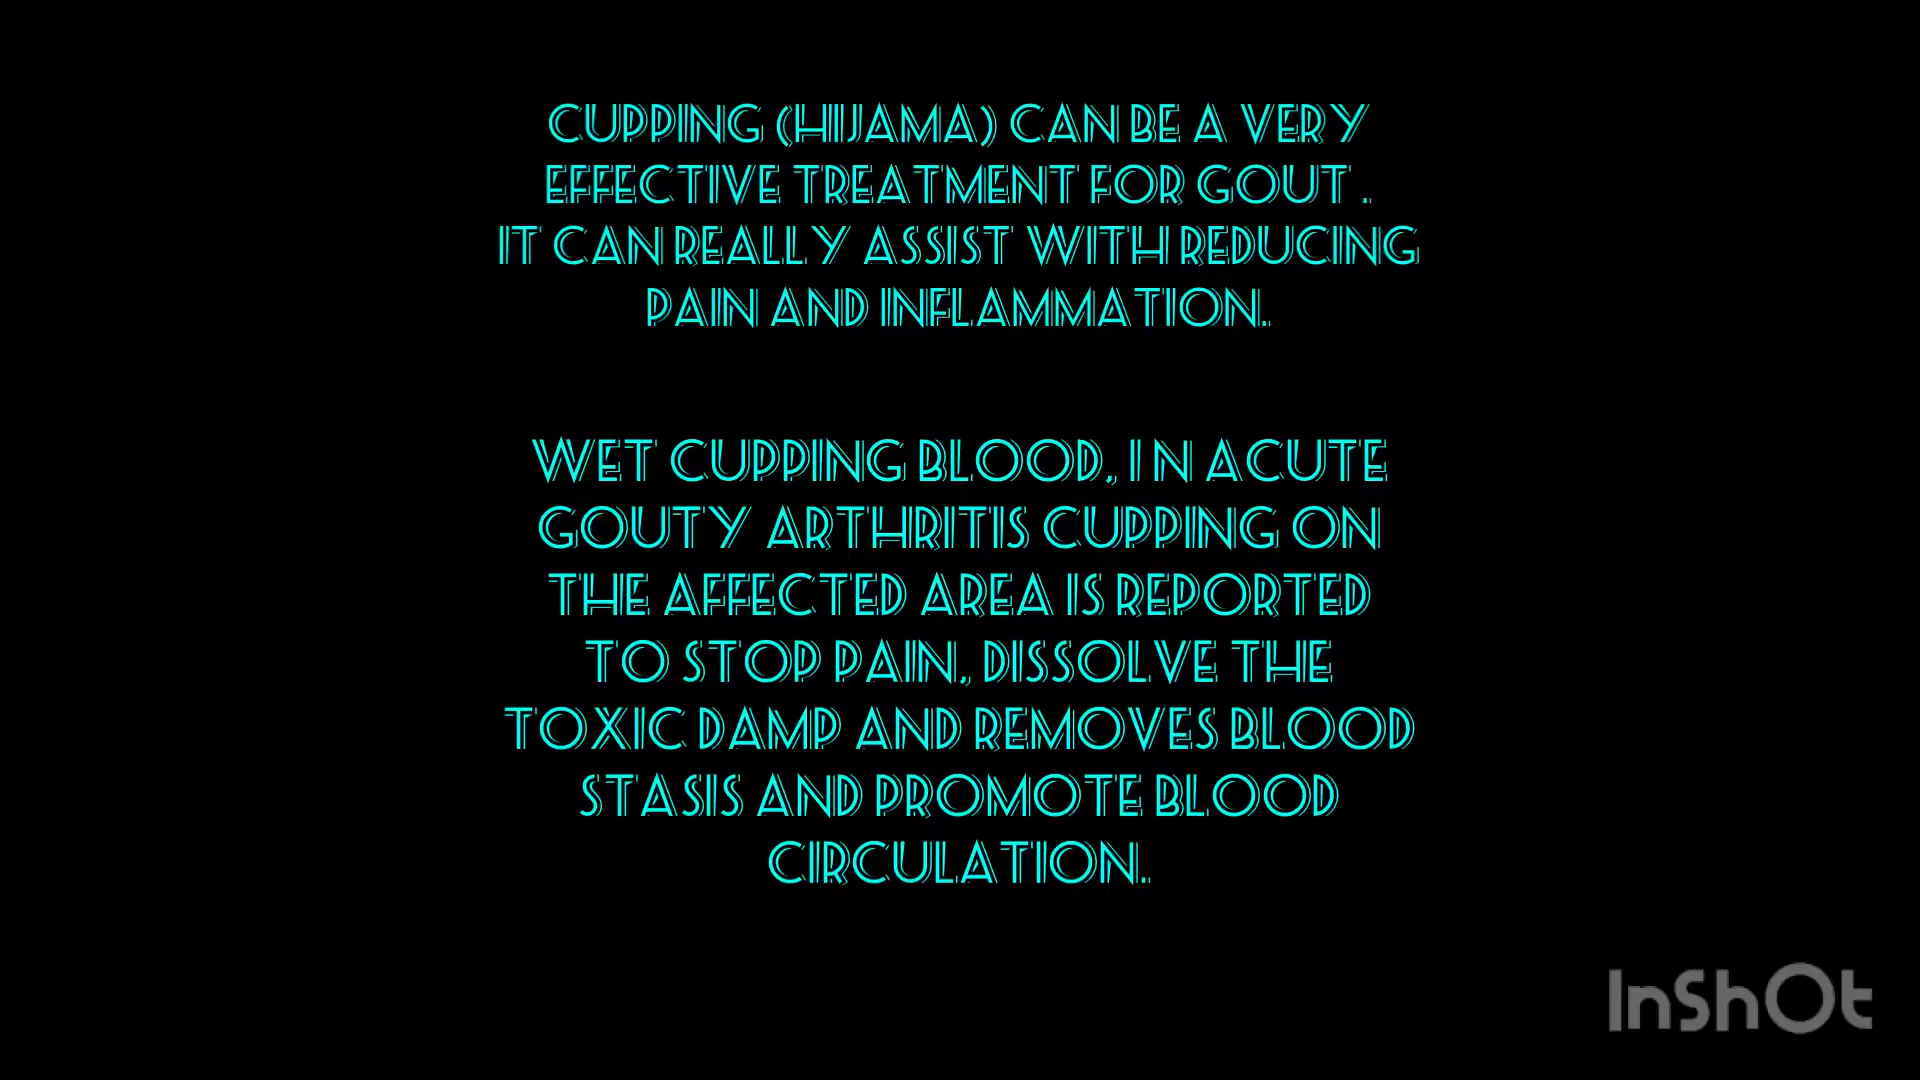 CUPPING (HIJAMA) CAN BE A VERY
EFFECTIVE TREATMENT FOR GOUT .
IT CAN REALLY ASSIST WITH REDUCING
PAIN AND INFLAMMATION.
WET CUPPING BLOOD, I N ACUTE
GOUTY ARTHRITIS CUPPING ON
THE AFFECTED AREA IS REPORTED
TO STOP PAIN, DISSOLVE THE
TOXIC DAMP AND REMOVES BLOOD
STASIS AND PROMOTE BLOOD
CIRCULATION.
InShOt